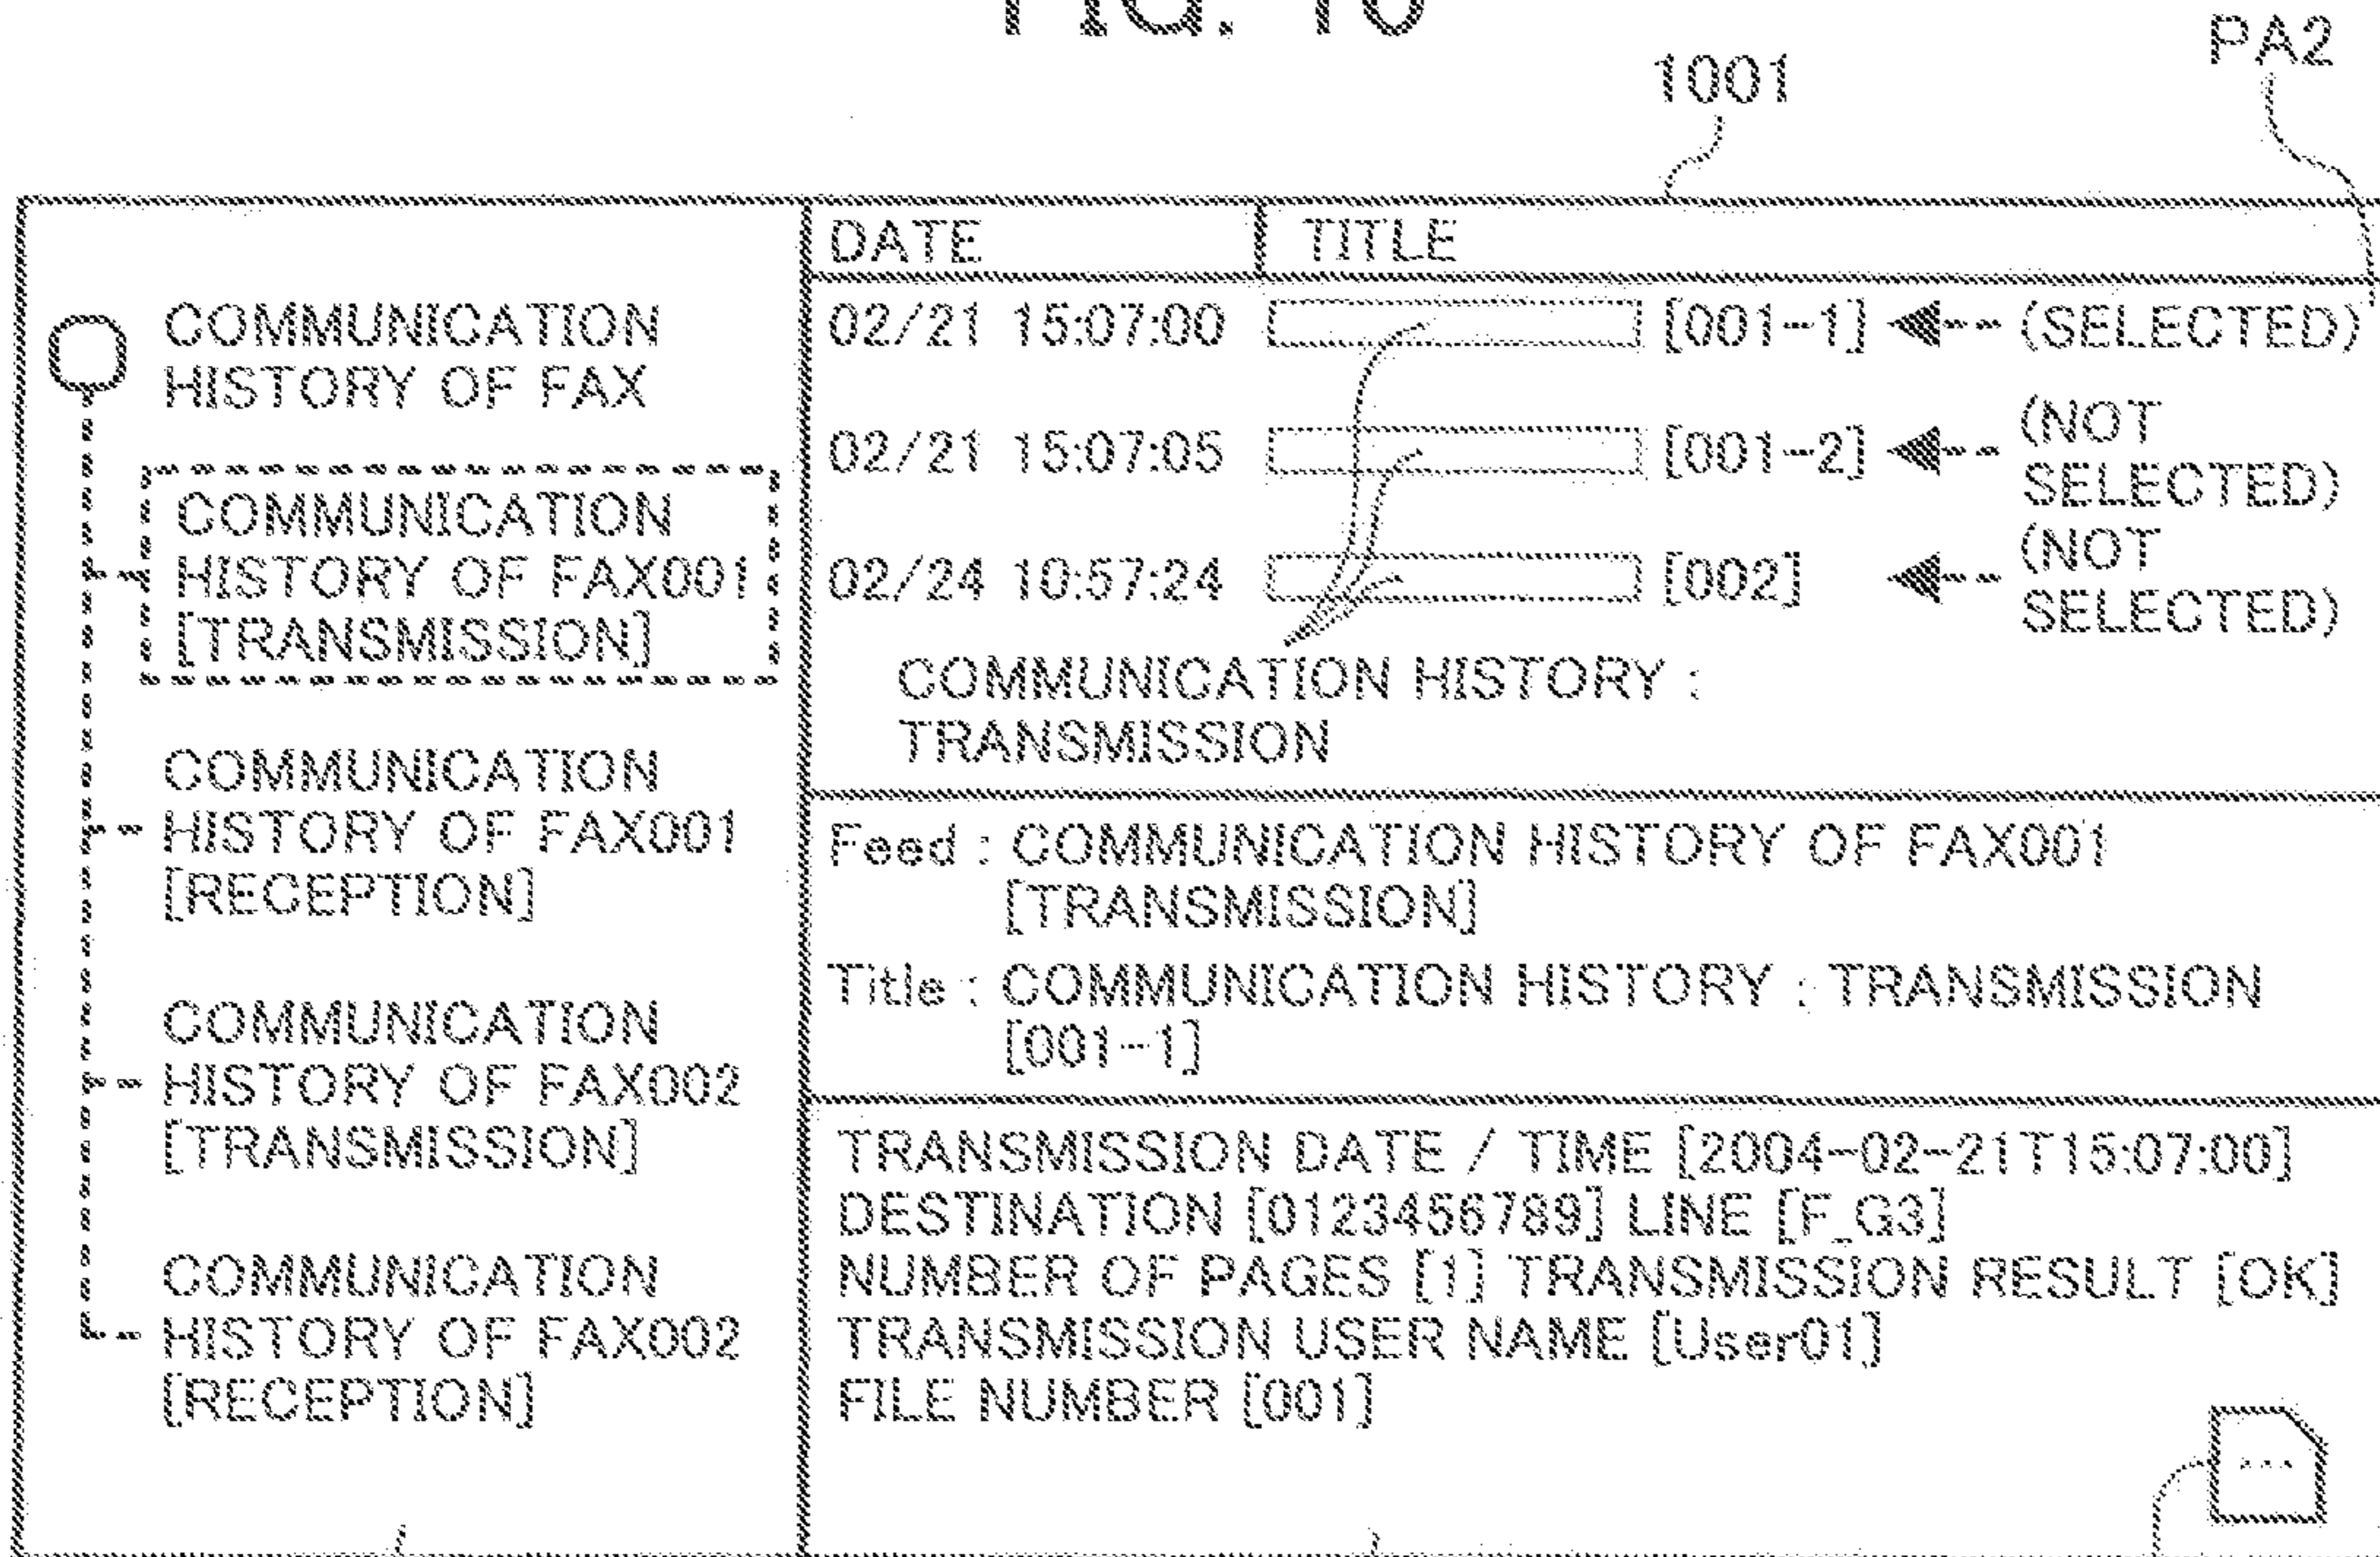 FIG. 10
1001
PA2
COMMUNICATION
HISTORY OF FAX
COMMUNICATION
HISTORY OF FAX001
[TRANSMISSION]
COMMUNICATION
HISTORY OF FAX001
[RECEPTION]
COMMUNICATION
HISTORY OF FAX002
[TRANSMISSION]
COMMUNICATION
HISTORY OF FAX002
[RECEPTION]
DATE TITLE
02/21 15:07:00 [001-1] (SELECTED)
02/21 15:07:05 [001-2] (NOT
SELECTED)
02/24 10:57:24 [002] (NOT
SELECTED)
COMMUNICATION HISTORY :
TRANSMISSION
Feed : COMMUNICATION HISTORY OF FAX001
[TRANSMISSION]
Title : COMMUNICATION HISTORY : TRANSMISSION
[001-1]
TRANSMISSION DATE / TIME [2004-02-21T15:07:00]
DESTINATION [0123456789] LINE [F_G3]
NUMBER OF PAGES [1] TRANSMISSION RESULT [OK]
TRANSMISSION USER NAME [User01]
FILE NUMBER [001]
...